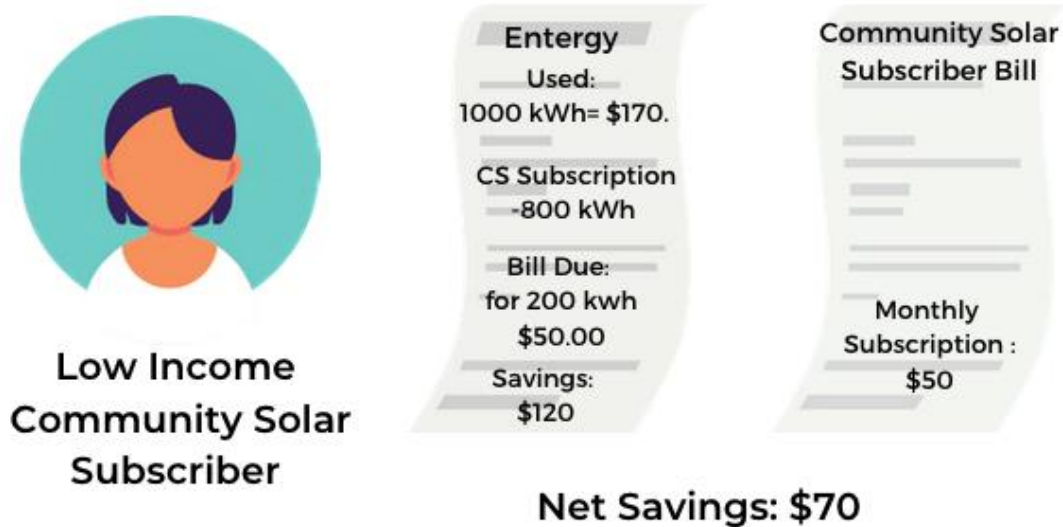 Low Income
Community Solar
Subscriber
Entergy
Used:
1000 kWh= $170.
CS Subscription
-800 kWh
Bill Due:
for 200 kwh
$50.00
Savings:
$120
Community Solar
Subscriber Bill
Monthly
Subscription :
$50
Net Savings: $70